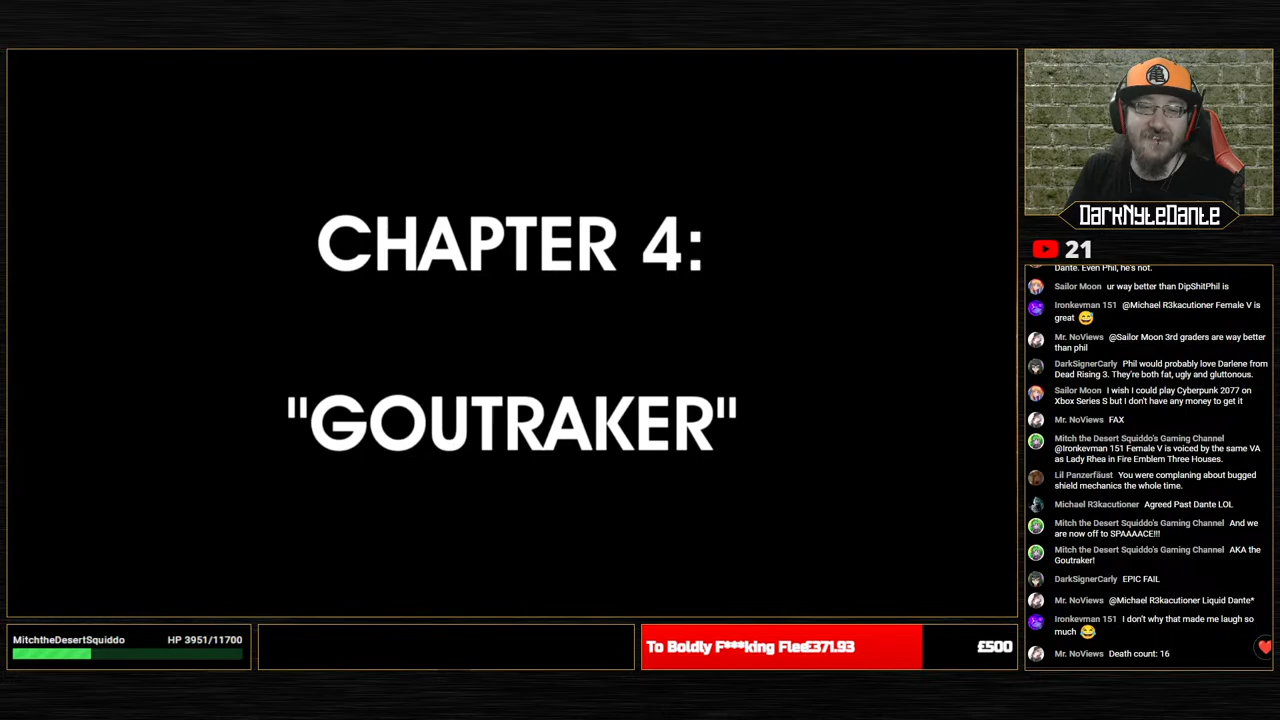 CHAPTER 4:
"GOUTRAKER"
DarkNyteDante
21
Dante. Even Phil, he's not.
Sailor Moon ur way better than DipShitPhil is
Ironkevman 151 @Michael R3kacutioner Female V is
great
Mr. NoViews @Sailor Moon 3rd graders are way better
than phil
DarkSignerCarly Phil would probably love Darlene from
Dead Rising 3. They're both fat, ugly and gluttonous.
Sailor Moon I wish I could play Cyberpunk 2077 on
Xbox Series S but I don't have any money to get it
Mr. NoViews FAX
Mitch the Desert Squiddo's Gaming Channel
@Ironkevman 151 Female V is voiced by the same VA
as Lady Rhea in Fire Emblem Three Houses.
Lil Panzerfäust You were complaning about bugged
shield mechanics the whole time.
Michael R3kacutioner Agreed Past Dante LOL
Mitch the Desert Squiddo's Gaming Channel And we
are now off to SPAAAACE!!!
Mitch the Desert Squiddo's Gaming Channel AKA the
Goutraker!
DarkSignerCarly EPIC FAIL
Mr. NoViews @Michael R3kacutioner Liquid Dante*
Ironkevman 151 I don't why that made me laugh so
much
Mr. NoViews Death count: 16
MitchtheDesertSquiddo HP 3951/11700
To Boldly F***king Flee£371.93 £500